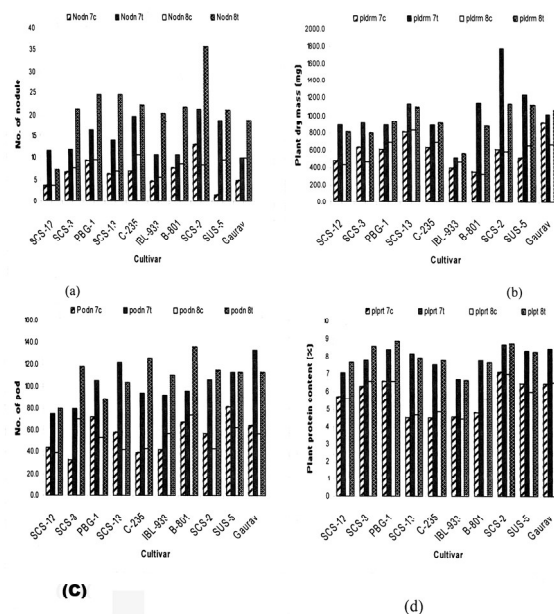 Nodn 7c Nodn 7t Nodn 8c Nodn 8t
No. of nodule
40
35
30
25
20
15
10
5
0
SCS-12 SCS-3 PBG-1 SCS-13 C-235 IBL-933 B-801 SCS-2 SUS-5 Gaurav
Cultivar
(a)
pldrm 7c pldrm 7t pldrm 8c pldrm 8t
Plant dry mass (mg)
2000.0
1800.0
1600.0
1400.0
1200.0
1000.0
800.0
600.0
400.0
200.0
0.0
SCS-12 SCS-3 PBG-1 SCS-13 C-235 IBL-933 B-801 SCS-2 SUS-5 Gaurav
Cultivar
(b)
Podn 7c podn 7t podn 8c podn 8t
No. of pod
160.0
140.0
120.0
100.0
80.0
60.0
40.0
20.0
0.0
SCS-12 SCS-3 PBG-1 SCS-13 C-235 IBL-933 B-801 SCS-2 SUS-5 Gaurav
Cultivar
(C)
plprt 7c plprt 7t plprt 8c plpt 8t
Plant protein content (%)
10
9
8
7
6
5
4
3
2
1
0
SCS-12 SCS-3 PBG-1 SCS-13 C-235 IBL-933 B-801 SCS-2 SUS-5 Gaurav
Cultivar
(d)